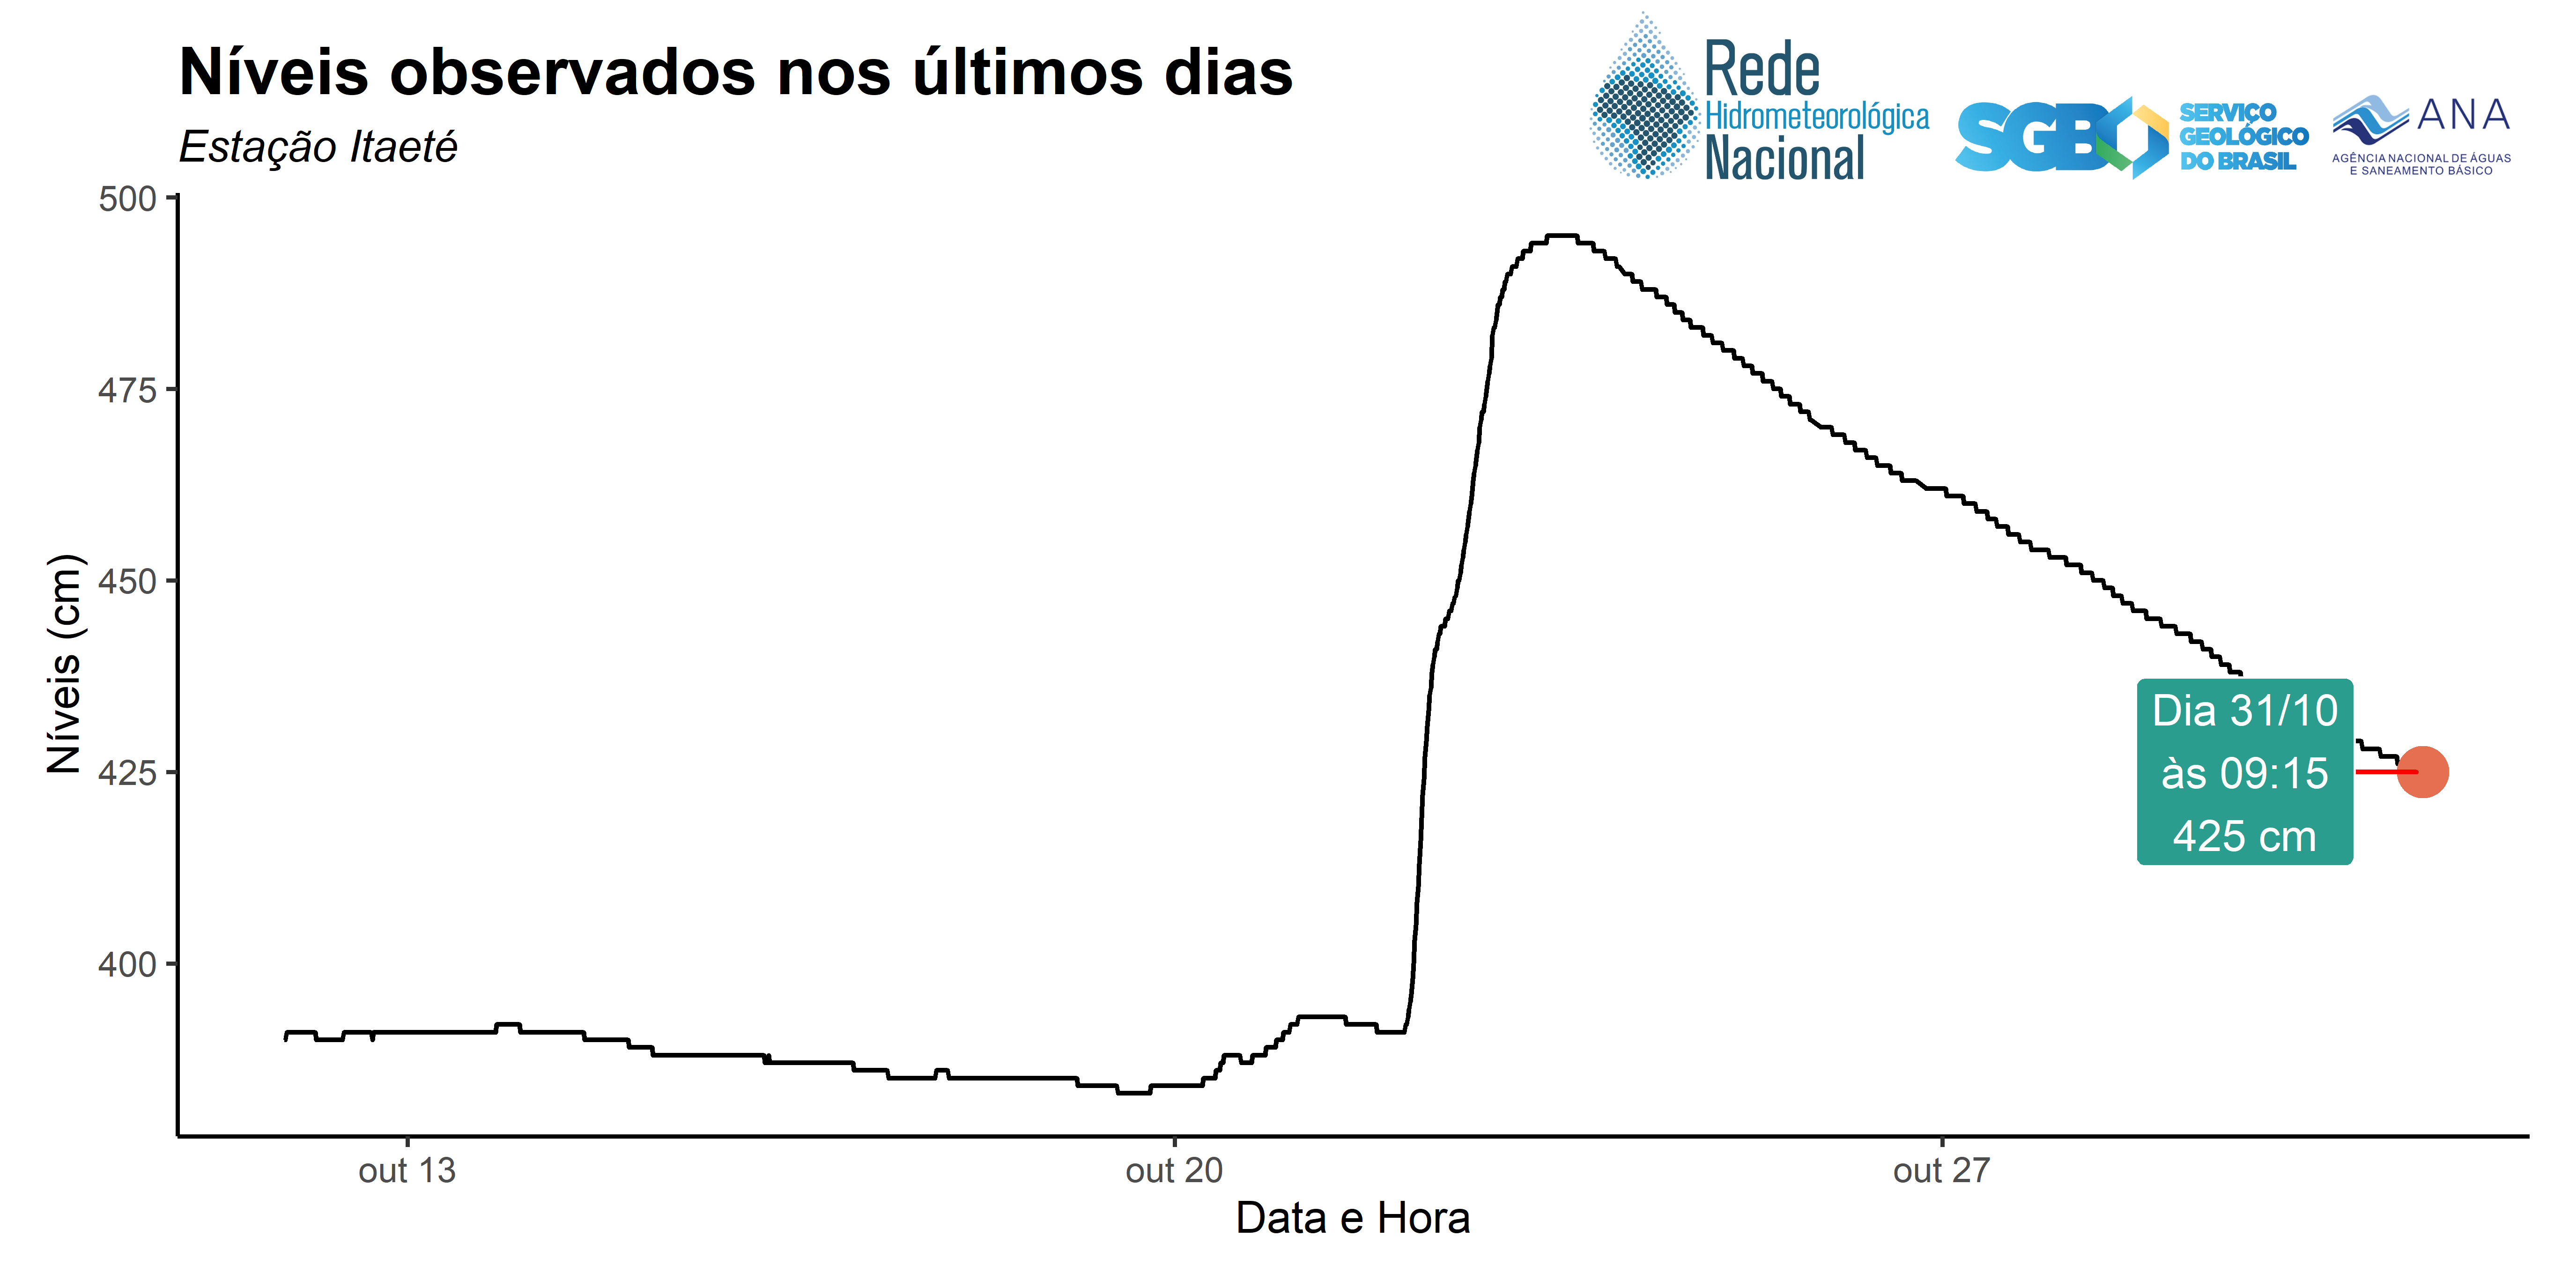 Níveis observados nos últimos dias
Estação Itaeté
Rede
Hidrometeorológica
Nacional
SGB
SERVIÇO
GEOLÓGICO
DO BRASIL
ANA
AGÊNCIA NACIONAL DE ÁGUAS
E SANEAMENTO BÁSICO
Níveis (cm)
500
475
450
425
400
Dia 31/10
às 09:15
425 cm
out 13
out 20
out 27
Data e Hora